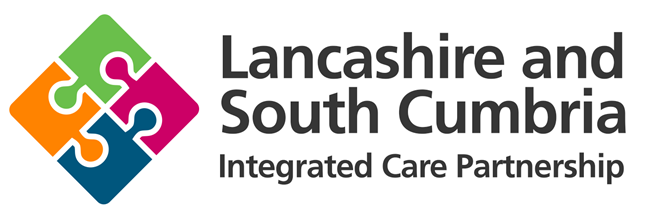 Lancashire and
South Cumbria
Integrated Care Partnership